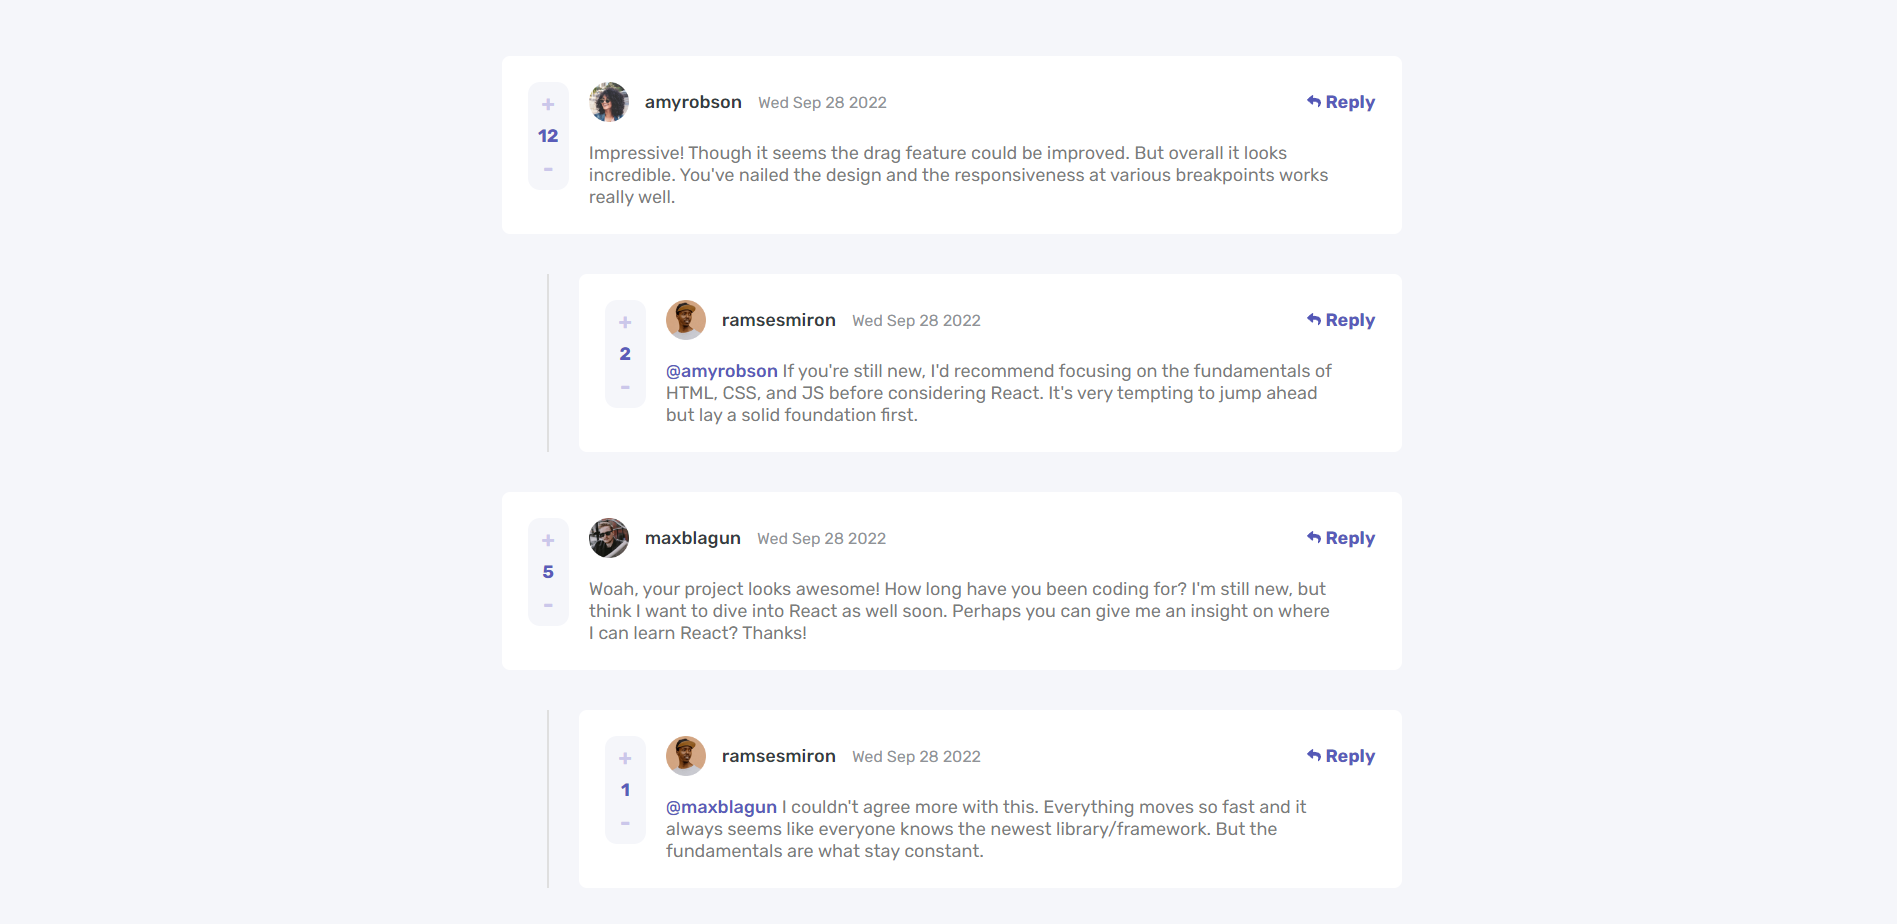 +
12
-
amyrobson Wed Sep 28 2022 Reply
Impressive! Though it seems the drag feature could be improved. But overall it looks
incredible. You've nailed the design and the responsiveness at various breakpoints works
really well.
+
2
-
ramsesmiron Wed Sep 28 2022 Reply
@amyrobson If you're still new, I'd recommend focusing on the fundamentals of
HTML, CSS, and JS before considering React. It's very tempting to jump ahead
but lay a solid foundation first.
+
5
-
maxblagun Wed Sep 28 2022 Reply
Woah, your project looks awesome! How long have you been coding for? I'm still new, but
think I want to dive into React as well soon. Perhaps you can give me an insight on where
I can learn React? Thanks!
+
1
-
ramsesmiron Wed Sep 28 2022 Reply
@maxblagun I couldn't agree more with this. Everything moves so fast and it
always seems like everyone knows the newest library/framework. But the
fundamentals are what stay constant.